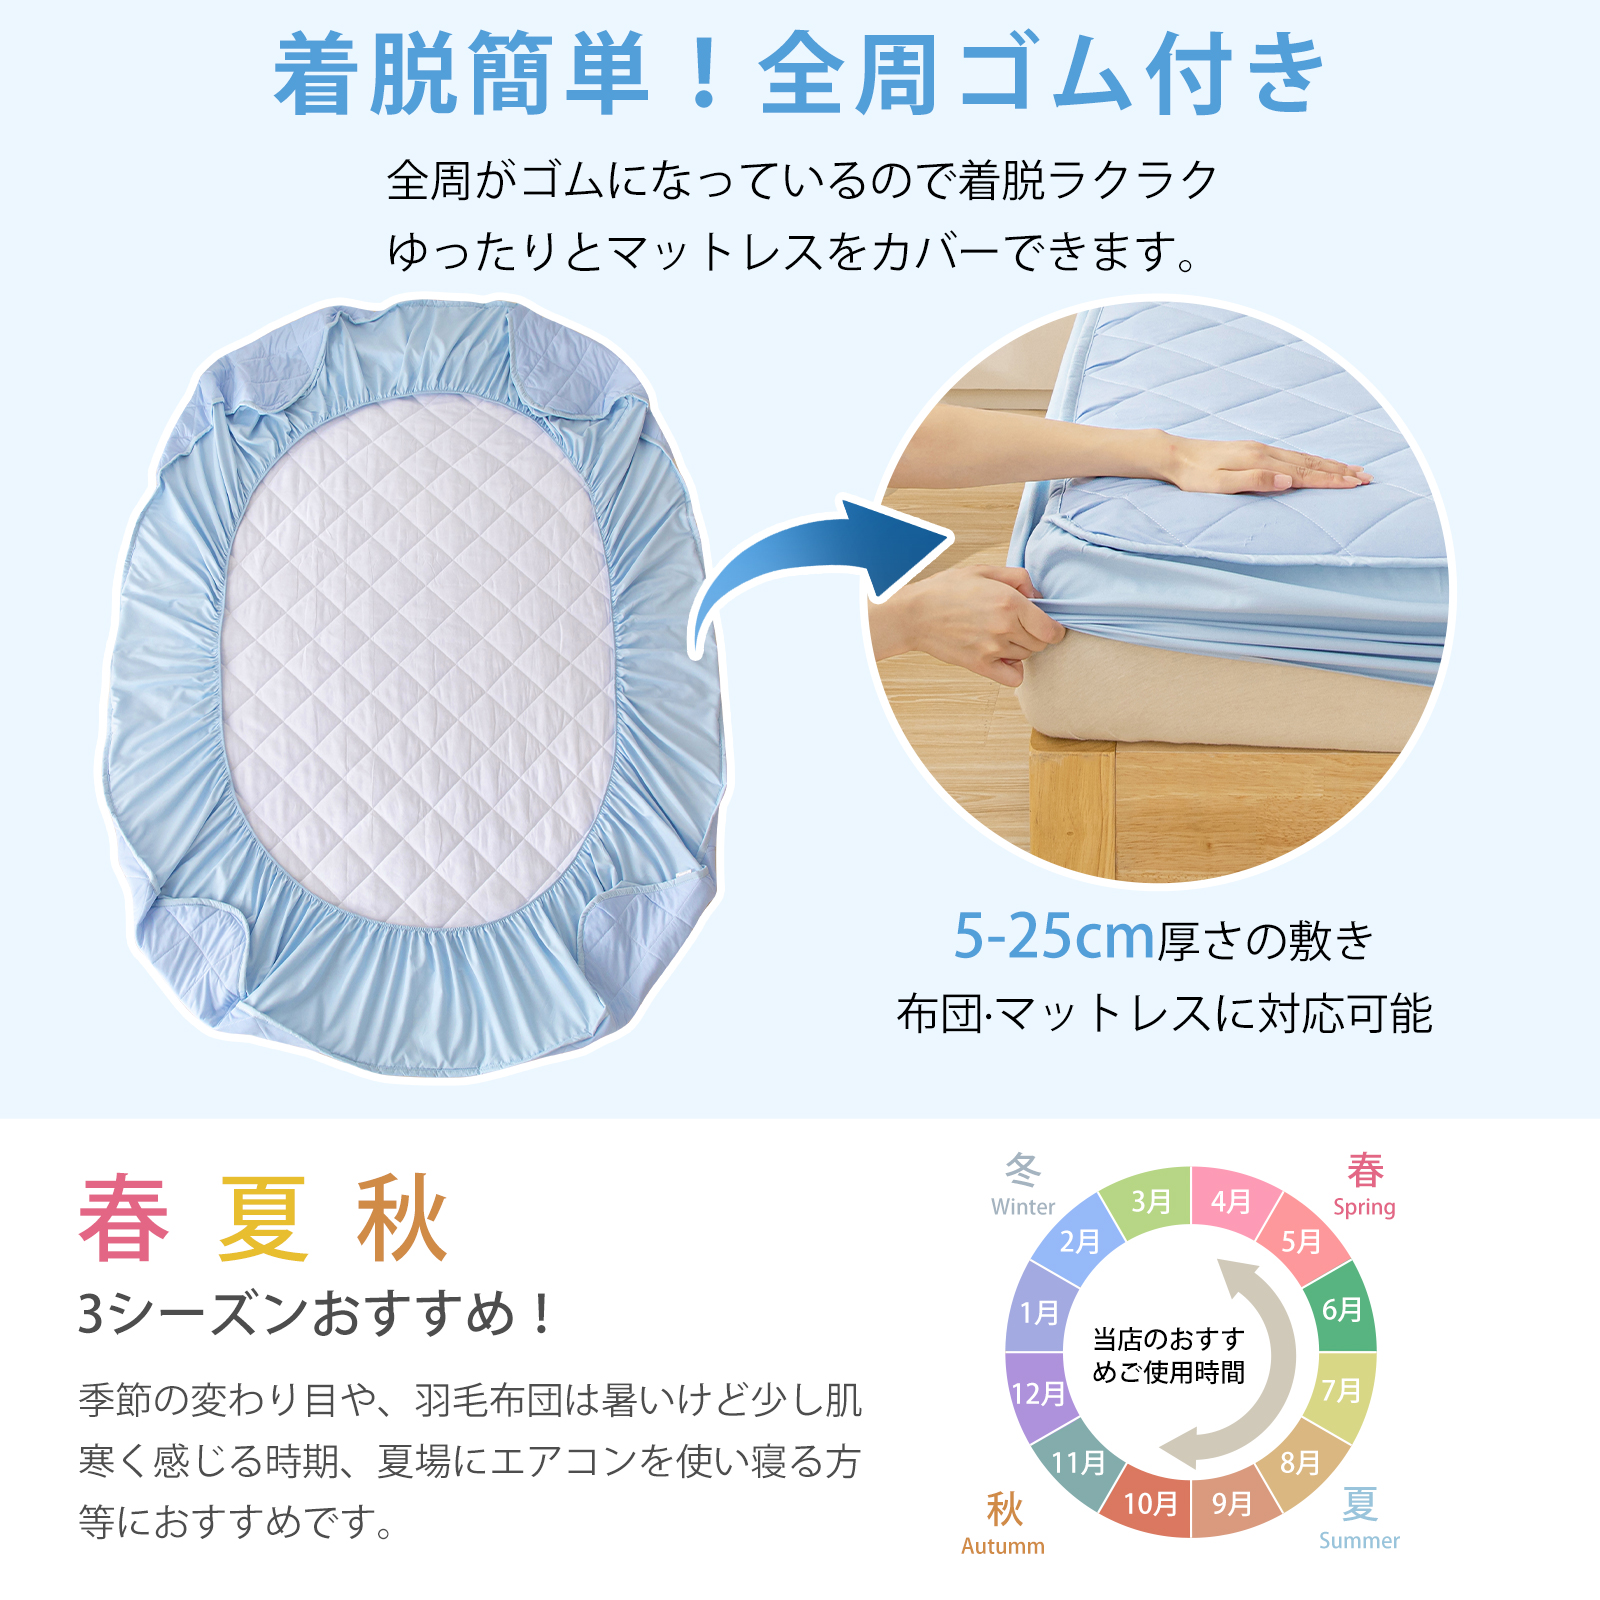 着脱簡単！全周ゴム付き
全周がゴムになっているので着脱ラクラク
ゆったりとマットレスをカバーできます。
5-25cm厚さの敷き
布団·マットレスに対応可能
春 夏 秋
3シーズンおすすめ！
季節の変わり目や、羽毛布団は暑いけど少し肌
寒く感じる時期、夏場にエアコンを使い寝る方
等におすすめです。
冬
Winter
春
Spring
3月
4月
5月
6月
7月
8月
9月
10月
11月
12月
1月
2月
当店のおすす
めご使用時間
秋
Autumm
夏
Summer